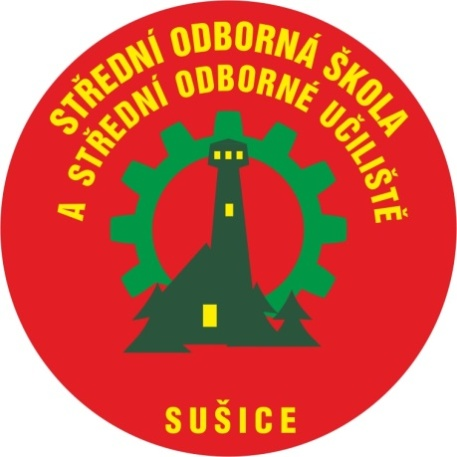 STŘEDNÍ ODBORNÁ ŠKOLA
A STŘEDNÍ ODBORNÉ UČILIŠTĚ
SUŠICE